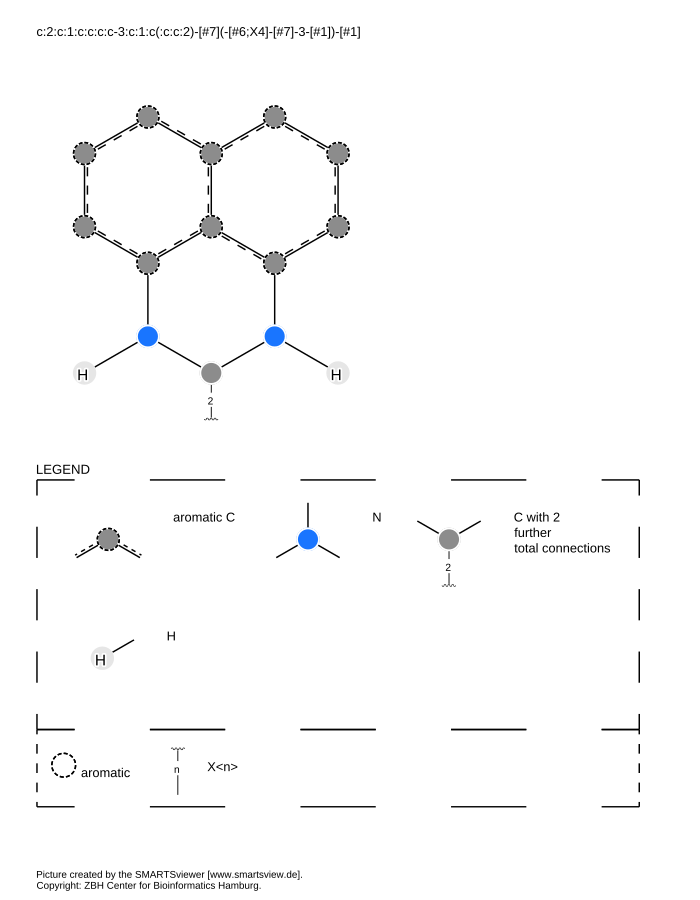 c:2:c:1:c:c:c:c-3:c:1:c(:c:c:2)-[#7](-[#6;X4]-[#7]-3-[#1])-[#1]
H
H
2
LEGEND
aromatic C
N
C with 2
further
total connections
2
H
H
aromatic
n
X<n>
Picture created by the SMARTSviewer [www.smartsview.de].
Copyright: ZBH Center for Bioinformatics Hamburg.